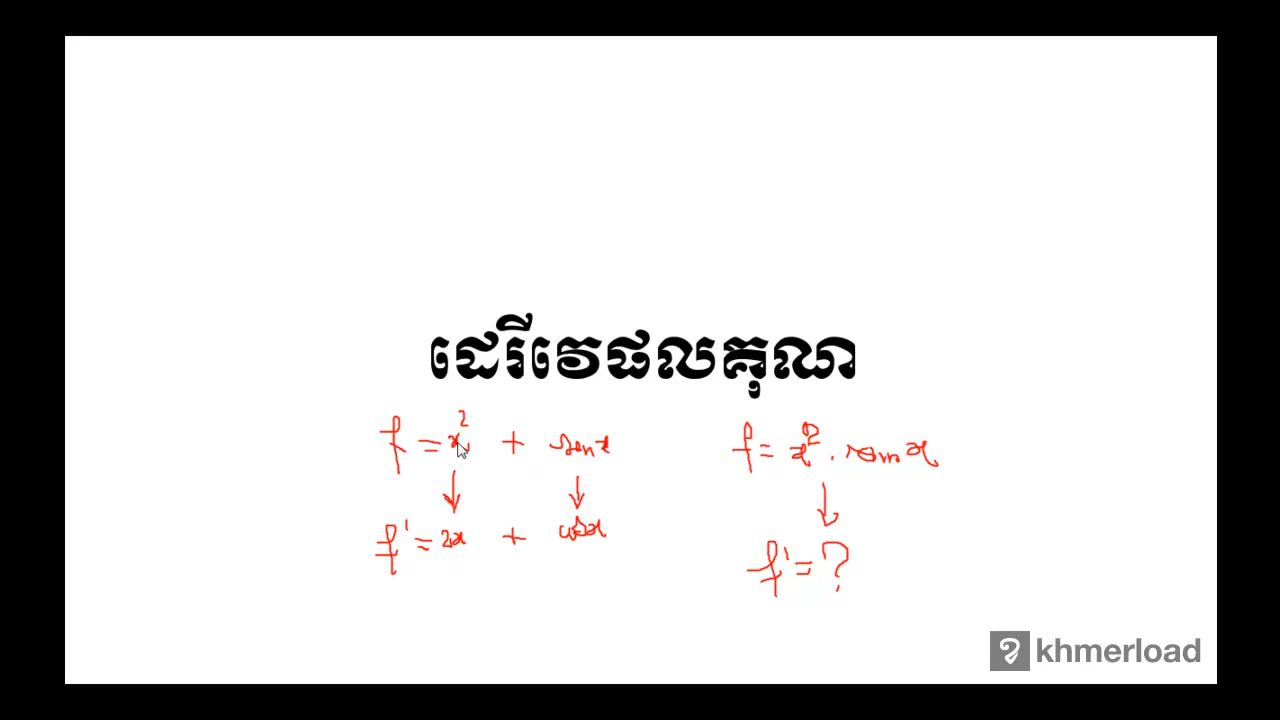 ដេរីវេផលគុណ
f = x² + sin x
f = x² . sin x
f' = 2x + cos x
f' = ?
khmerload